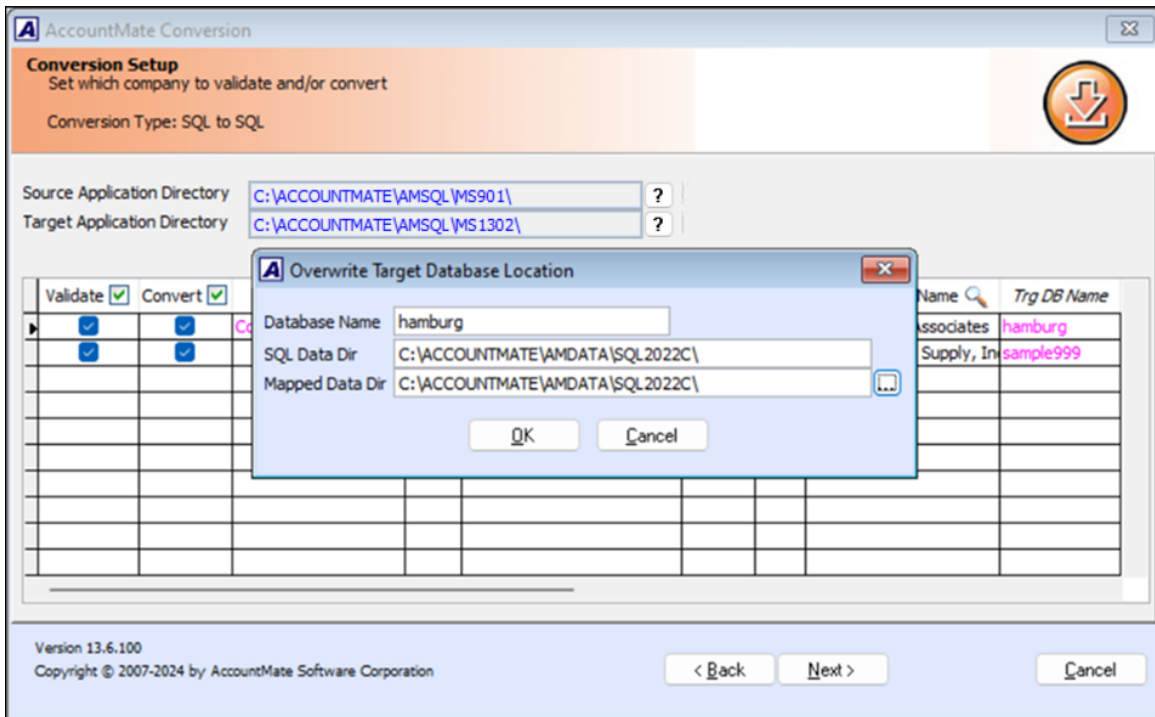 AccountMate Conversion
Conversion Setup
Set which company to validate and/or convert
Conversion Type: SQL to SQL
Source Application Directory C:\ACCOUNTMATE\AMSQL\MS901\ ?
Target Application Directory C:\ACCOUNTMATE\AMSQL\MS1302\ ?
Overwrite Target Database Location
Validate Convert Name Trg DB Name
Database Name hamburg
Associates hamburg
SQL Data Dir C:\ACCOUNTMATE\AMDATA\SQL2022C\
Supply, In sample999
Mapped Data Dir C:\ACCOUNTMATE\AMDATA\SQL2022C\ ...
OK Cancel
Version 13.6.100
Copyright © 2007-2024 by AccountMate Software Corporation
< Back Next > Cancel